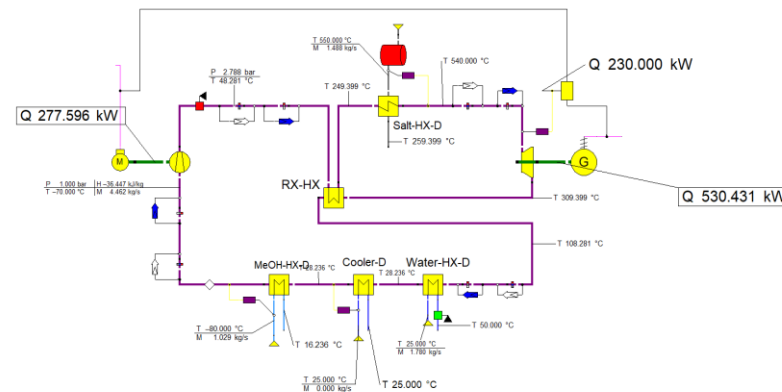 T 550.000 °C
M 1.488 kg/s
P 2.788 bar
T 48.281 °C
T 249.399 °C
T 540.000 °C
Q 230.000 kW
Q 277.596 kW
Salt-HX-D
T 259.399 °C
M
G
P 1.000 bar H -35.447 kJ/kg
T -70.000 °C M 4.462 kg/s
RX-HX
T 309.399 °C
Q 530.431 kW
T 108.281 °C
MeOH-HX-D
T 28.236 °C
Cooler-D
T 28.236 °C
Water-HX-D
T -80.000 °C
M 1.029 kg/s
T 16.236 °C
T 25.000 °C
M 0.000 kg/s
T 25.000 °C
T 25.000 °C
M 1.780 kg/s
T 50.000 °C